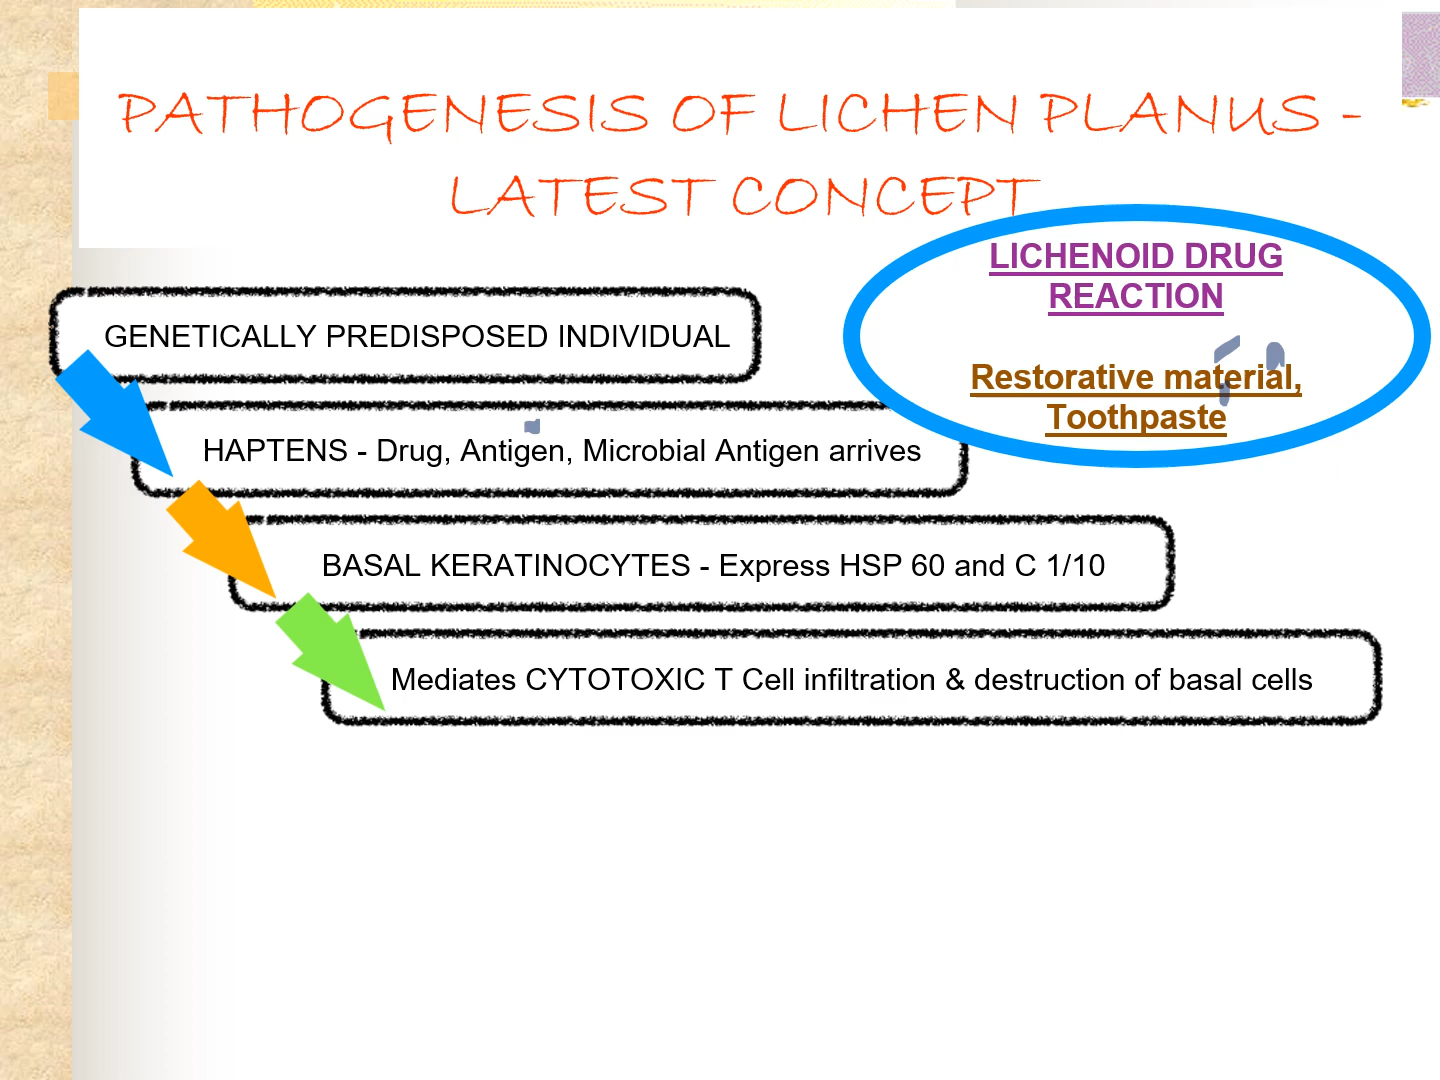 PATHOGENESIS OF LICHEN PLANUS -
LATEST CONCEPT
LICHENOID DRUG
REACTION
Restorative material,
Toothpaste
GENETICALLY PREDISPOSED INDIVIDUAL
HAPTENS - Drug, Antigen, Microbial Antigen arrives
BASAL KERATINOCYTES - Express HSP 60 and C 1/10
Mediates CYTOTOXIC T Cell infiltration & destruction of basal cells